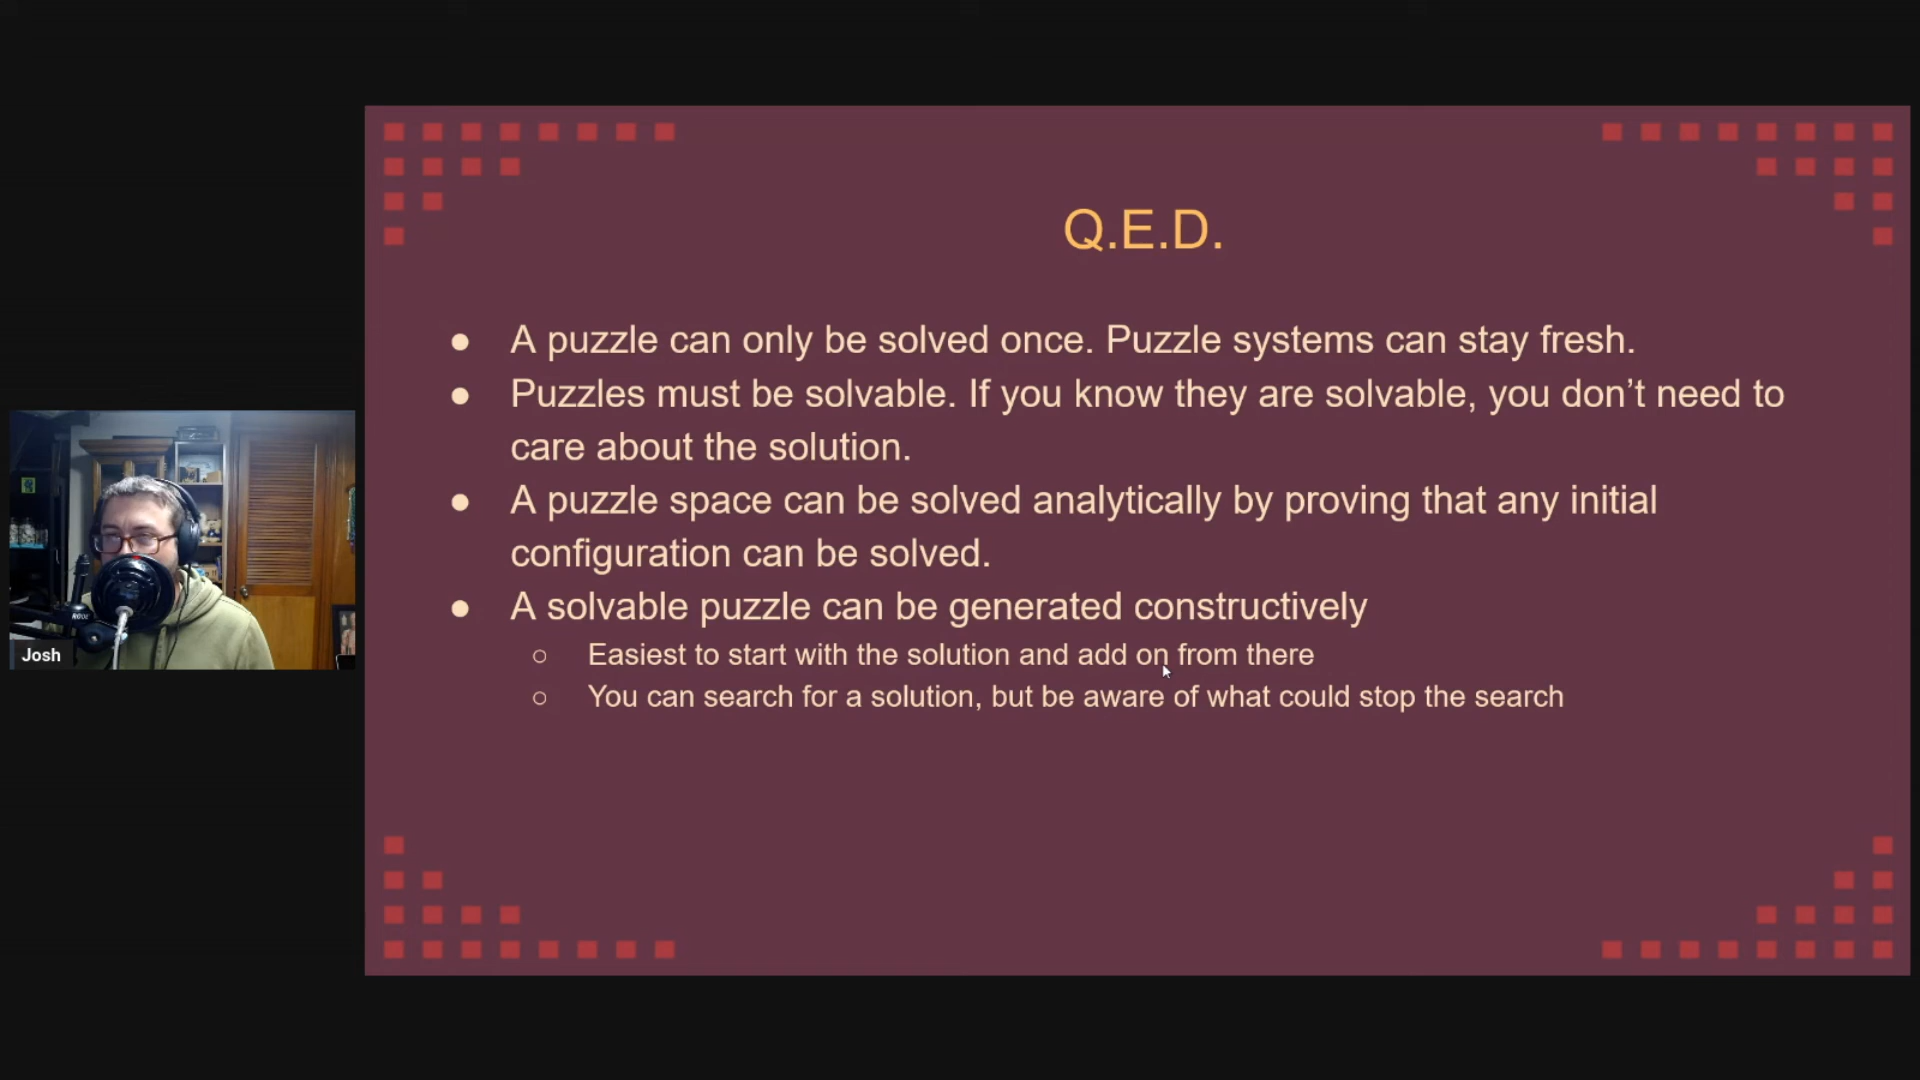 Q.E.D.
● A puzzle can only be solved once. Puzzle systems can stay fresh.
● Puzzles must be solvable. If you know they are solvable, you don’t need to
care about the solution.
● A puzzle space can be solved analytically by proving that any initial
configuration can be solved.
● A solvable puzzle can be generated constructively
○ Easiest to start with the solution and add on from there
○ You can search for a solution, but be aware of what could stop the search
RODE
Josh